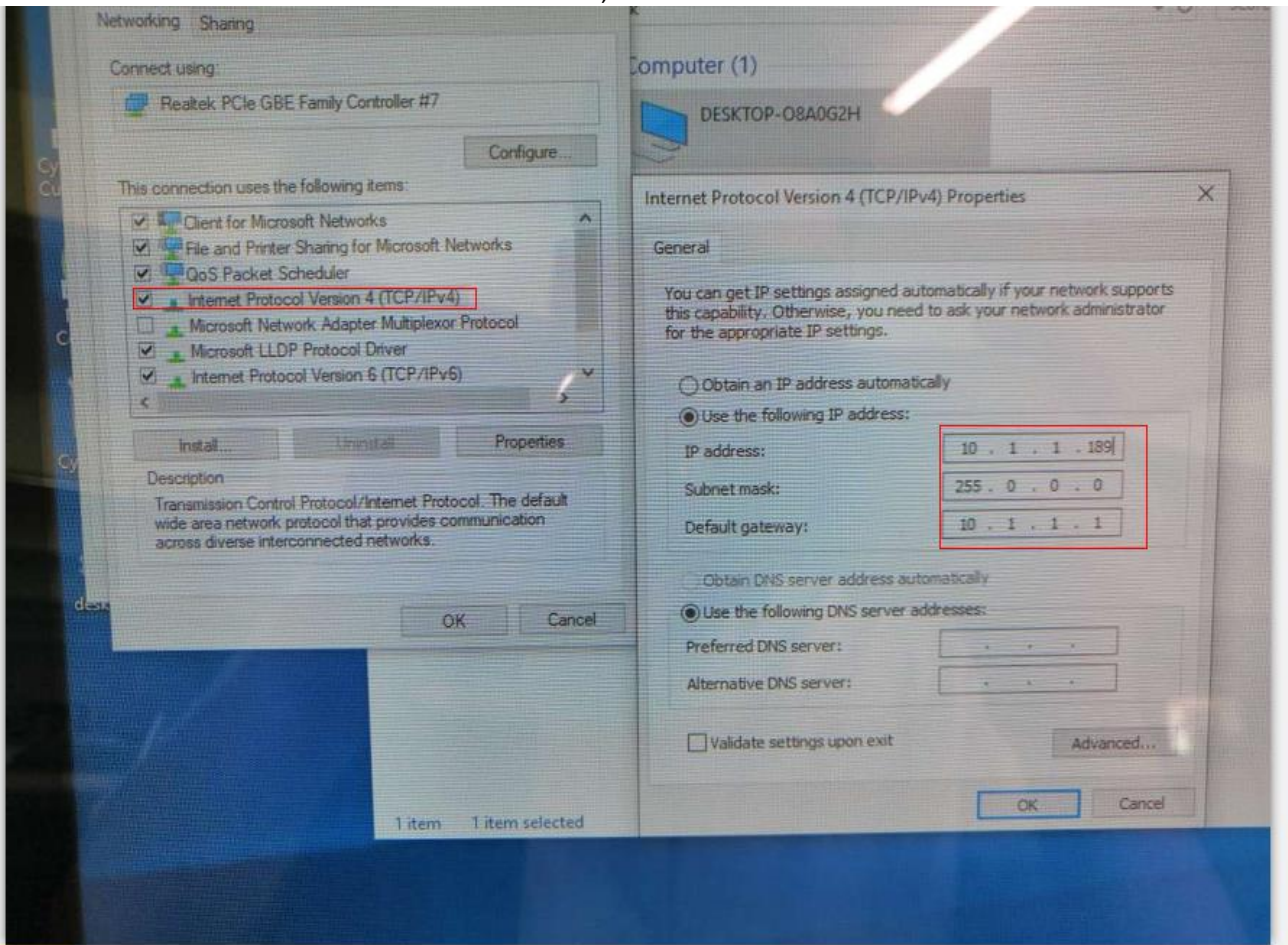 Networking Sharing
Connect using:
Realtek PCIe GBE Family Controller #7
Configure...
This connection uses the following items:
Client for Microsoft Networks
File and Printer Sharing for Microsoft Networks
QoS Packet Scheduler
Internet Protocol Version 4 (TCP/IPv4)
Microsoft Network Adapter Multiplexor Protocol
Microsoft LLDP Protocol Driver
Internet Protocol Version 6 (TCP/IPv6)
Install... Uninstall Properties
Description
Transmission Control Protocol/Internet Protocol. The default
wide area network protocol that provides communication
across diverse interconnected networks.
OK Cancel
Computer (1)
DESKTOP-O8A0G2H
Internet Protocol Version 4 (TCP/IPv4) Properties
General
You can get IP settings assigned automatically if your network supports
this capability. Otherwise, you need to ask your network administrator
for the appropriate IP settings.
Obtain an IP address automatically
Use the following IP address:
IP address: 10 . 1 . 1 . 189
Subnet mask: 255 . 0 . 0 . 0
Default gateway: 10 . 1 . 1 . 1
Obtain DNS server address automatically
Use the following DNS server addresses:
Preferred DNS server: . . .
Alternative DNS server: . . .
Validate settings upon exit
Advanced...
OK Cancel
1 item 1 item selected